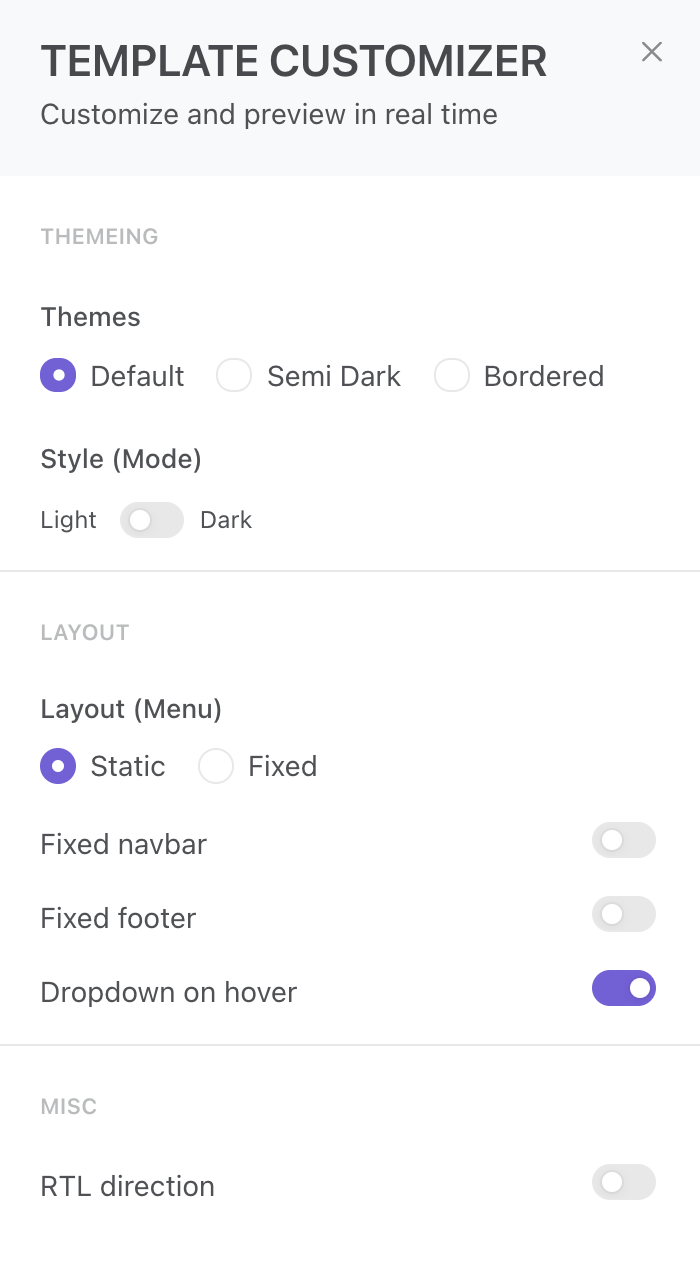 TEMPLATE CUSTOMIZER
Customize and preview in real time
THEMEING
Themes
Default Semi Dark Bordered
Style (Mode)
Light Dark
LAYOUT
Layout (Menu)
Static Fixed
Fixed navbar
Fixed footer
Dropdown on hover
MISC
RTL direction